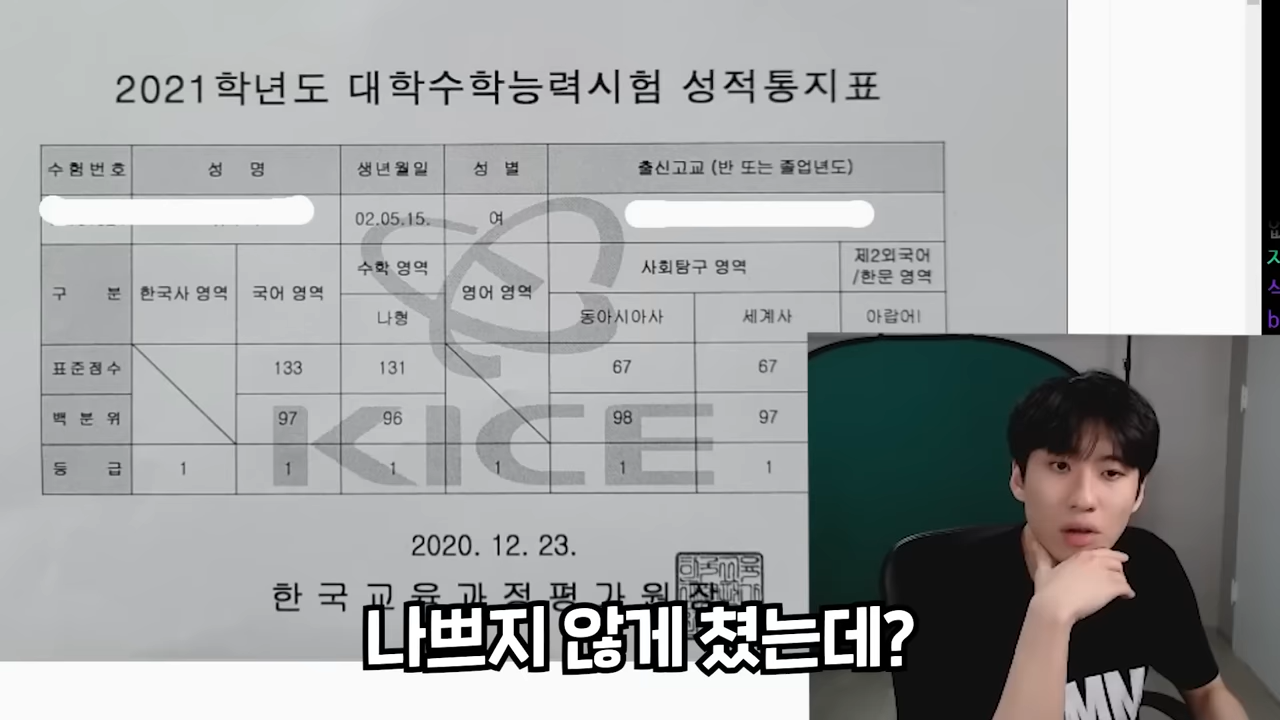 2021학년도 대학수학능력시험 성적통지표
수험번호 성 명 생년월일 성 별 출신고교 (반 또는 졸업년도)
02.05.15. 여
구 분 한국사 영역 국어 영역 수학 영역 영어 영역 사회탐구 영역 제2외국어
/한문 영역
나형 동아시아사 세계사 아랍어Ⅰ
표준점수 133 131 67 67
백 분 위 97 96 98 97
등 급 1 1 1 1 1 1
KICE
2020. 12. 23.
한국교육과정평가원장
나쁘지 않게 쳤는데?
MN